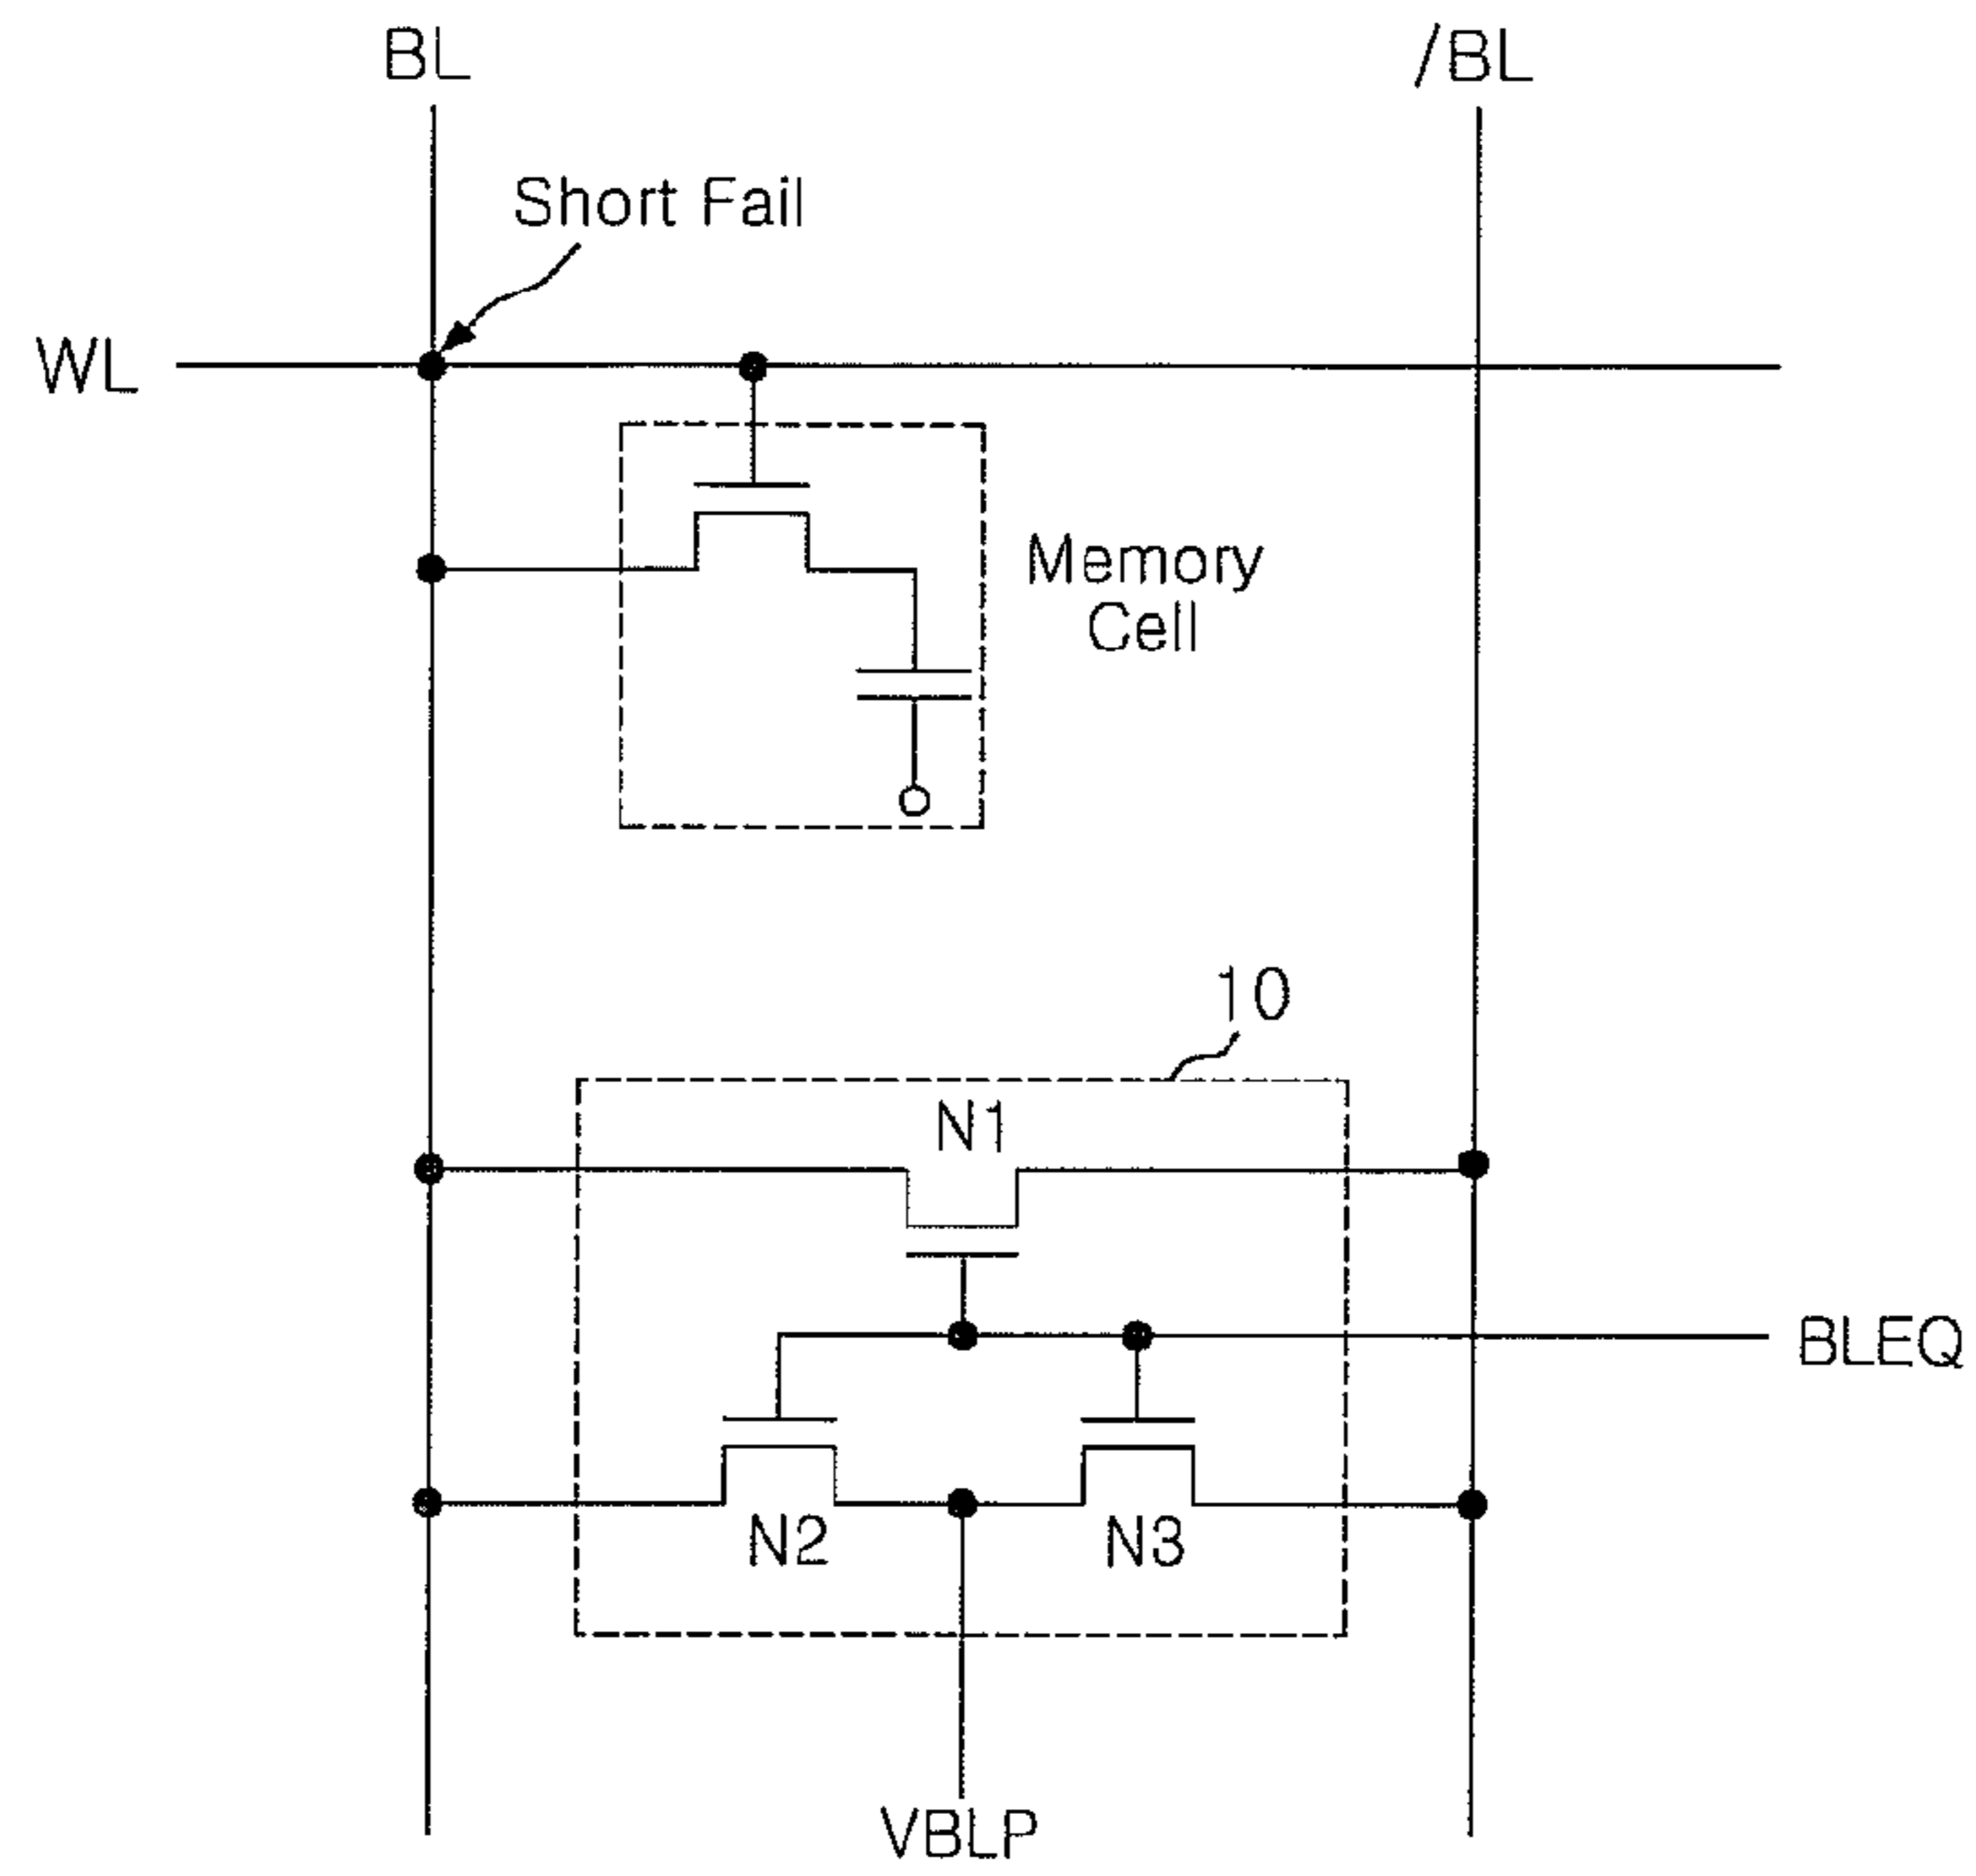 BL
/BL
Short Fail
WL
Memory
Cell
10
N1
BLEQ
N2
N3
VBLP